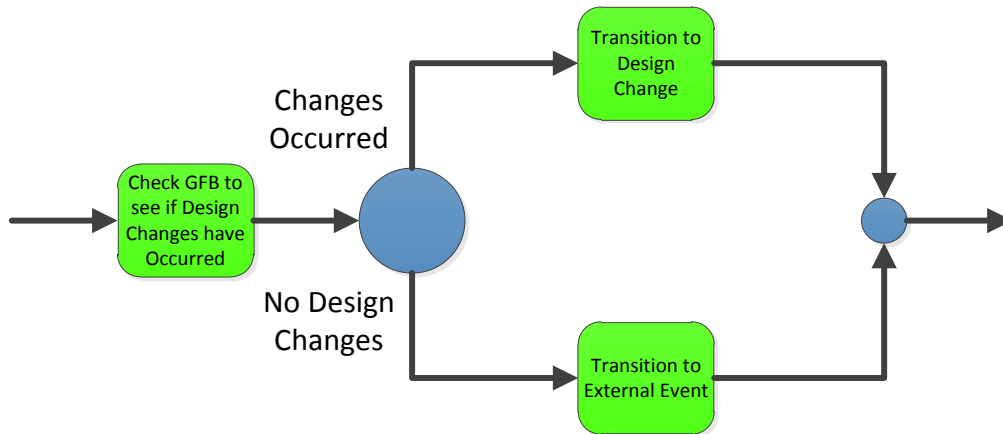 Transition to
Design
Change
Changes
Occurred
Check GFB to
see if Design
Changes have
Occurred
No Design
Changes
Transition to
External Event